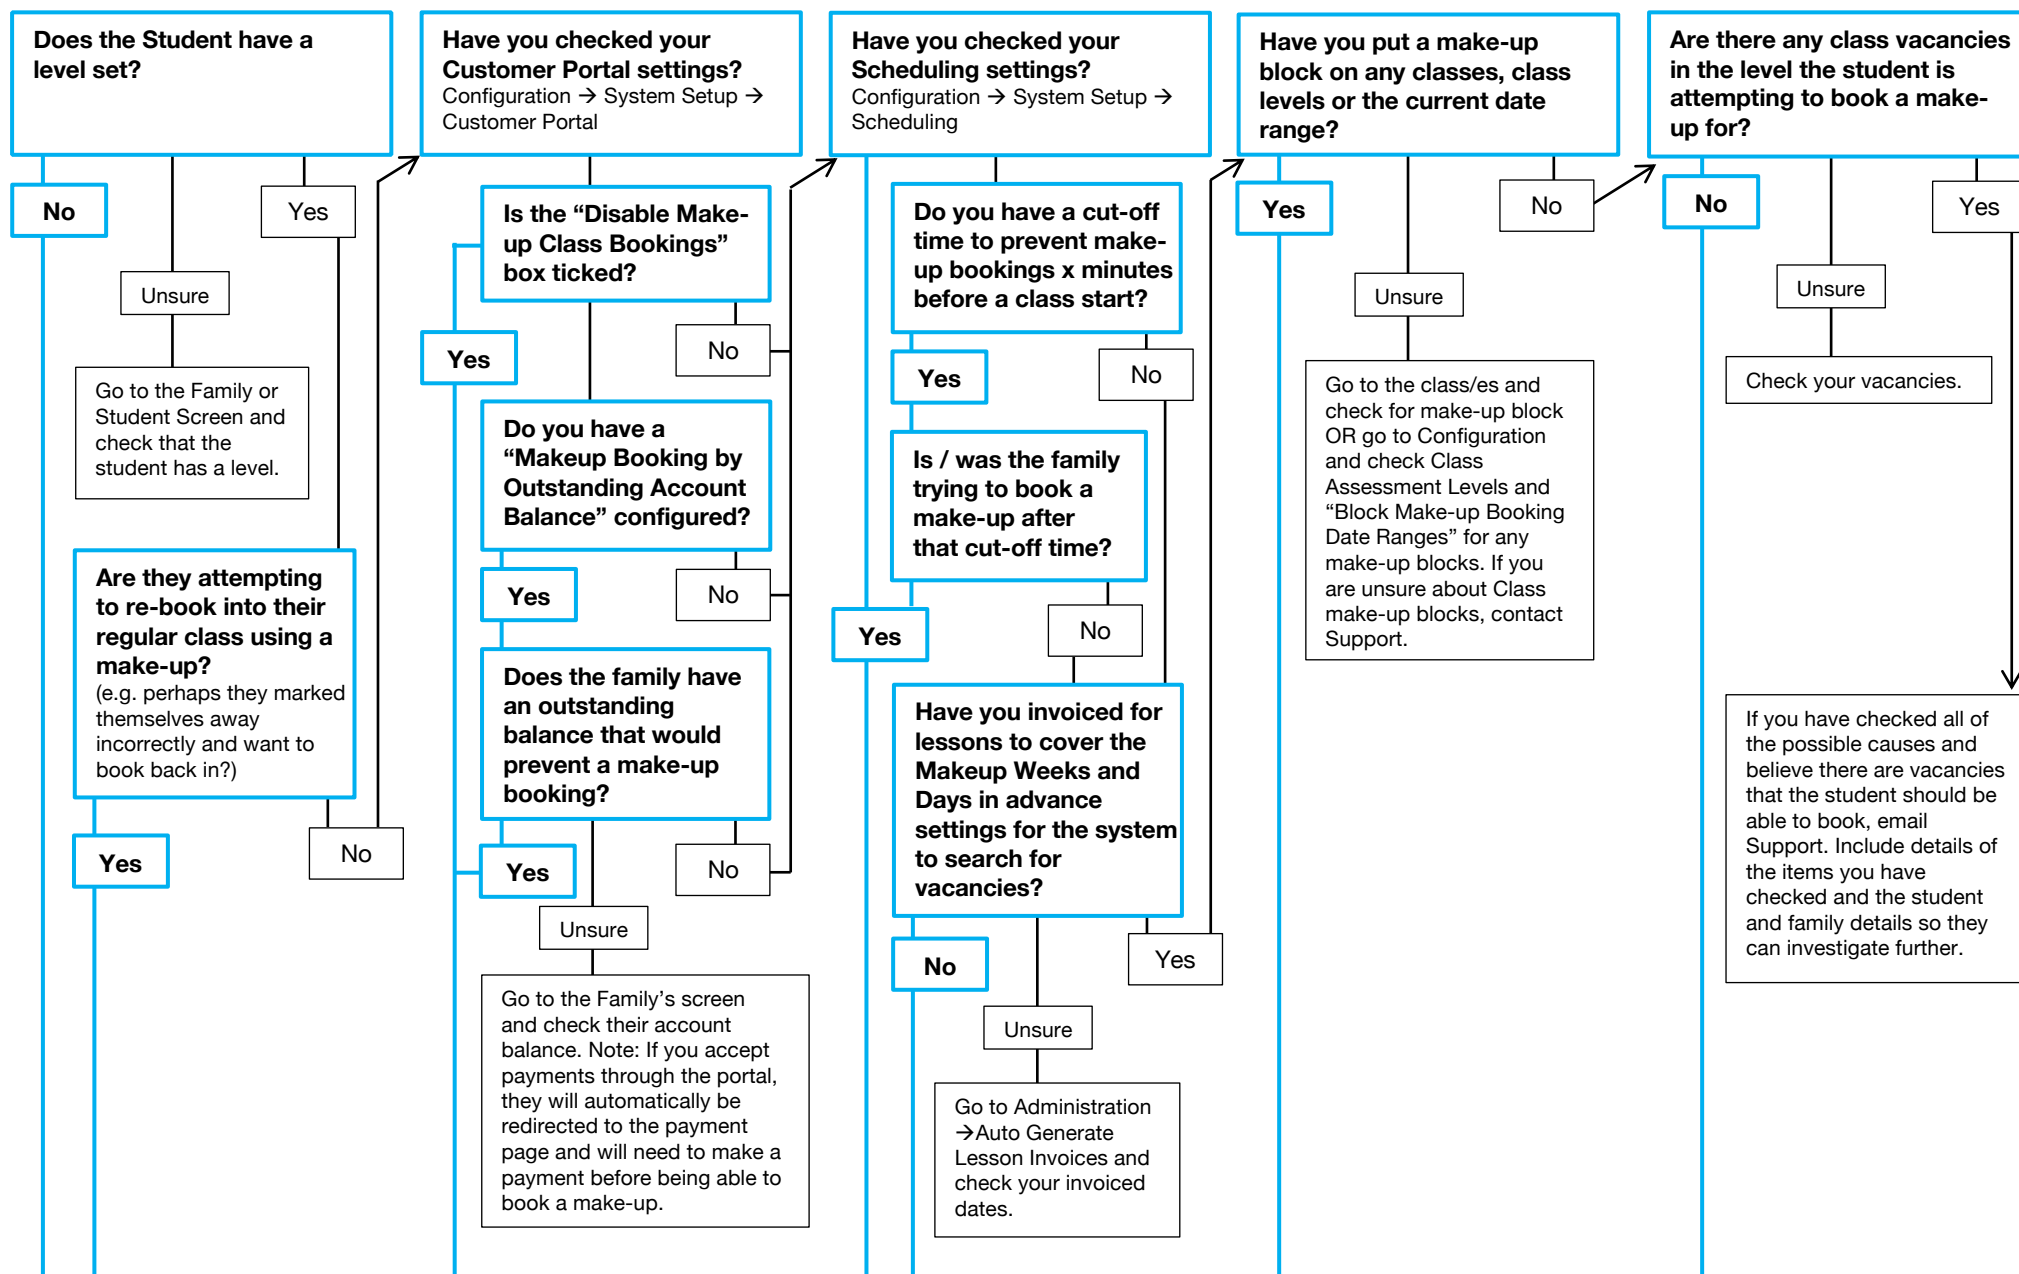 Does the Student have a
level set?
No
Yes
Unsure
Go to the Family or
Student Screen and
check that the
student has a level.
Are they attempting
to re-book into their
regular class using a
make-up?
(e.g. perhaps they marked
themselves away
incorrectly and want to
book back in?)
Yes
No
Have you checked your
Customer Portal settings?
Configuration → System Setup →
Customer Portal
Is the “Disable Make-
up Class Bookings”
box ticked?
Yes
No
Do you have a
“Makeup Booking by
Outstanding Account
Balance” configured?
Yes
No
Does the family have
an outstanding
balance that would
prevent a make-up
booking?
Yes
No
Unsure
Go to the Family’s screen
and check their account
balance. Note: If you accept
payments through the portal,
they will automatically be
redirected to the payment
page and will need to make a
payment before being able to
book a make-up.
Have you checked your
Scheduling settings?
Configuration → System Setup →
Scheduling
Do you have a cut-off
time to prevent make-
up bookings x minutes
before a class start?
Yes
No
Is / was the family
trying to book a
make-up after
that cut-off time?
Yes
No
Have you invoiced for
lessons to cover the
Makeup Weeks and
Days in advance
settings for the system
to search for
vacancies?
No
Yes
Unsure
Go to Administration
→Auto Generate
Lesson Invoices and
check your invoiced
dates.
Have you put a make-up
block on any classes, class
levels or the current date
range?
Yes
No
Unsure
Go to the class/es and
check for make-up block
OR go to Configuration
and check Class
Assessment Levels and
“Block Make-up Booking
Date Ranges” for any
make-up blocks. If you
are unsure about Class
make-up blocks, contact
Support.
Are there any class vacancies
in the level the student is
attempting to book a make-
up for?
No
Yes
Unsure
Check your vacancies.
If you have checked all of
the possible causes and
believe there are vacancies
that the student should be
able to book, email
Support. Include details of
the items you have
checked and the student
and family details so they
can investigate further.